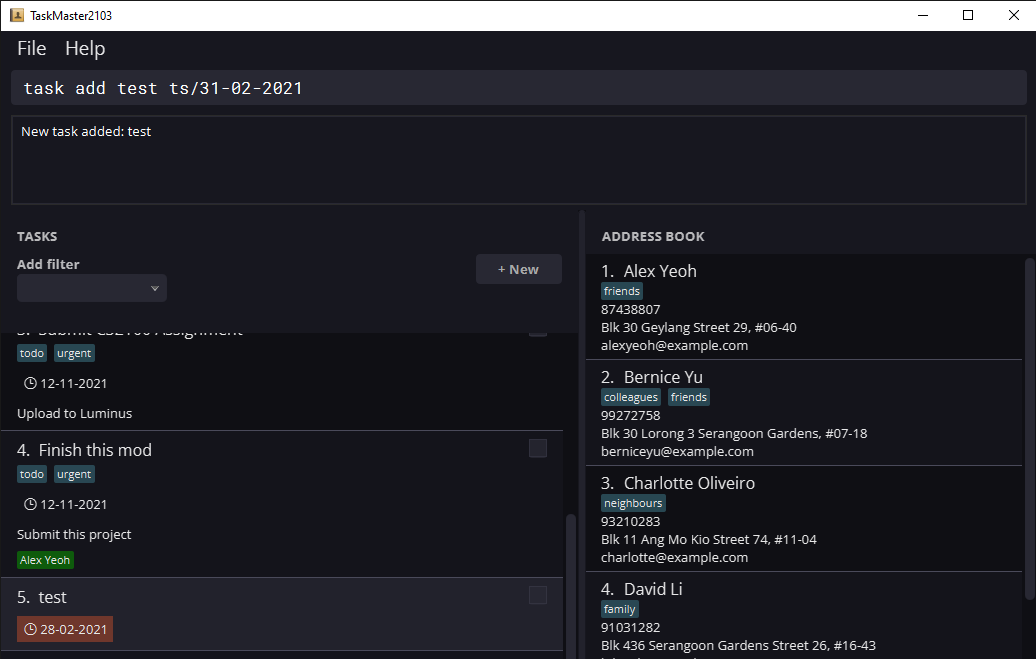 TaskMaster2103
File Help
task add test ts/31-02-2021
New task added: test
TASKS
Add filter
+ New
3. Submit CS2106 Assignment
todo urgent
12-11-2021
Upload to Luminus
4. Finish this mod
todo urgent
12-11-2021
Submit this project
Alex Yeoh
5. test
28-02-2021
ADDRESS BOOK
1. Alex Yeoh
friends
87438807
Blk 30 Geylang Street 29, #06-40
alexyeoh@example.com
2. Bernice Yu
colleagues friends
99272758
Blk 30 Lorong 3 Serangoon Gardens, #07-18
berniceyu@example.com
3. Charlotte Oliveiro
neighbours
93210283
Blk 11 Ang Mo Kio Street 74, #11-04
charlotte@example.com
4. David Li
family
91031282
Blk 436 Serangoon Gardens Street 26, #16-43